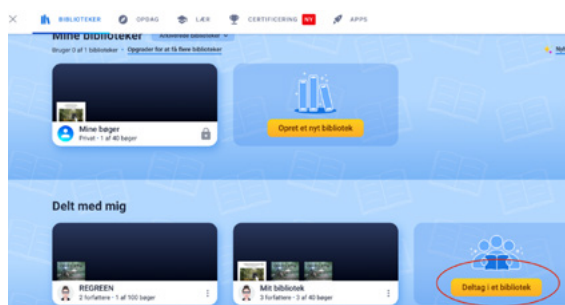 BIBLIOTEKER OPDAG LÆR CERTIFICERING NY APPS
Mine biblioteker Arkiverede biblioteker
Bruger 0 af 1 biblioteker • Opgrader for at få flere biblioteker
Mine bøger
Privat • 1 af 40 bøger
Opret et nyt bibliotek
Delt med mig
REGREEN
2 forfattere • 1 af 100 bøger
Mit bibliotek
3 forfattere • 3 af 40 bøger
Deltag i et bibliotek